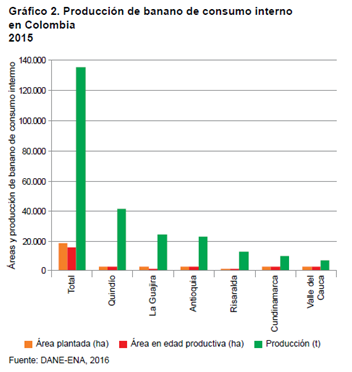 Gráfico 2. Producción de banano de consumo interno
en Colombia
2015
Áreas y producción de banano de consumo intermo
140.000
120.000
100.000
80.000
60.000
40.000
20.000
0
Total
Quindío
La Guajira
Antioquia
Risaralda
Cundinamarca
Valle del
Cauca
Área plantada (ha)
Área en edad productiva (ha)
Producción (t)
Fuente: DANE-ENA, 2016